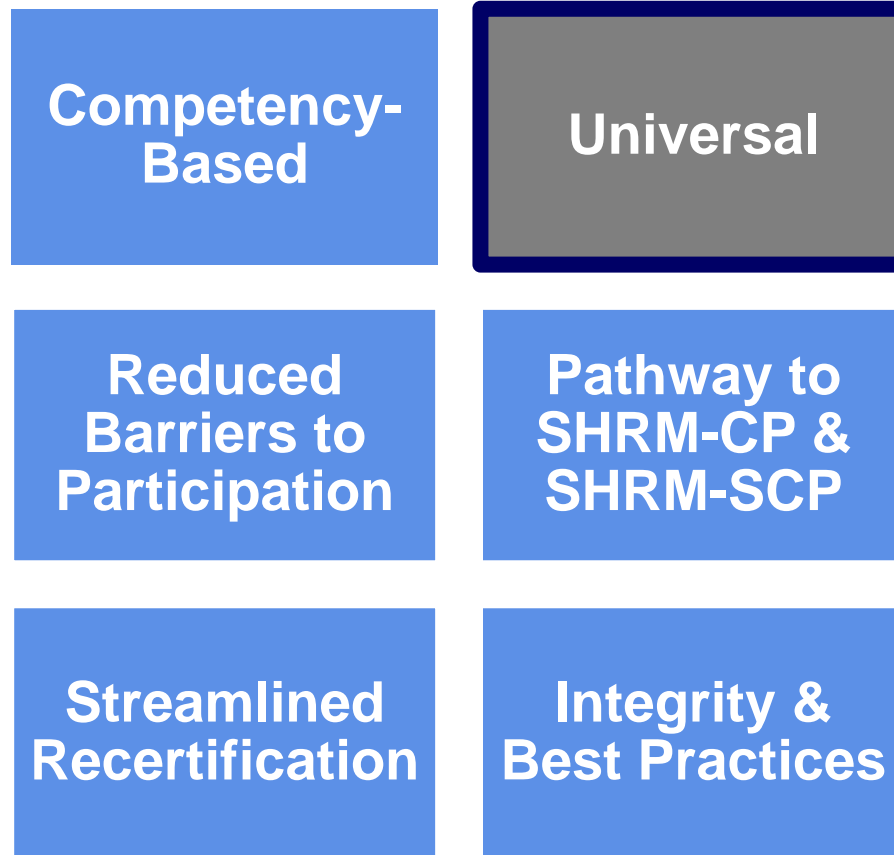 Competency-
Based
Universal
Reduced
Barriers to
Participation
Pathway to
SHRM-CP &
SHRM-SCP
Streamlined
Recertification
Integrity &
Best Practices